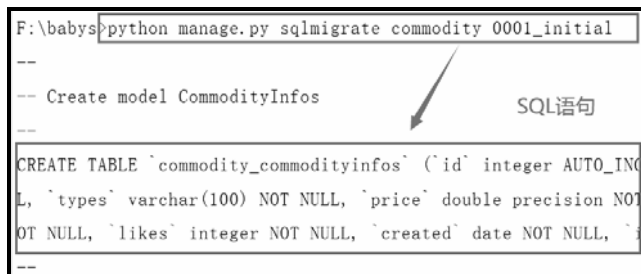 F:\babys>python manage.py sqlmigrate commodity 0001_initial
--
-- Create model CommodityInfos
SQL语句
--
CREATE TABLE `commodity_commodityinfos` (`id` integer AUTO_INC
L, `types` varchar(100) NOT NULL, `price` double precision NOT
OT NULL, `likes` integer NOT NULL, `created` date NOT NULL, `i
--